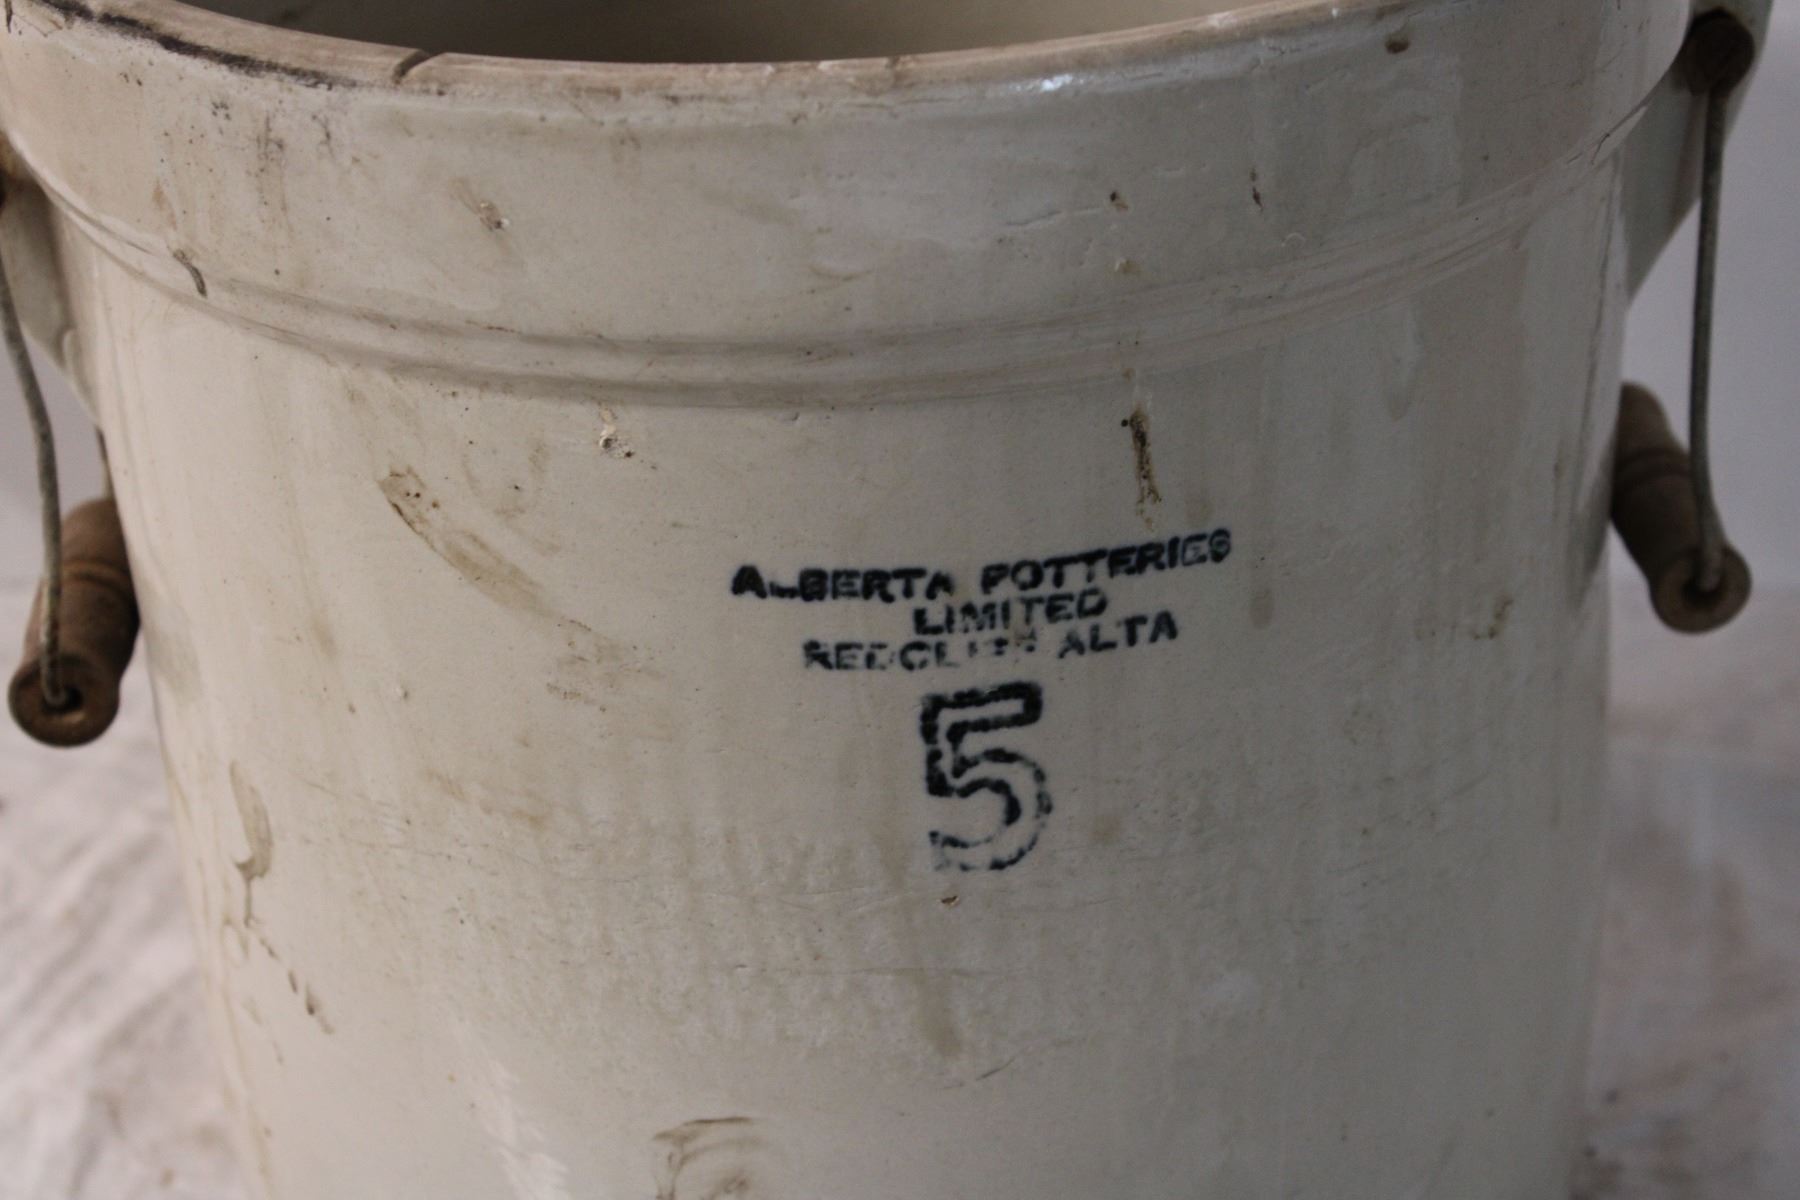 ALBERTA POTTERIES
LIMITED
REDCLIFF ALTA
5